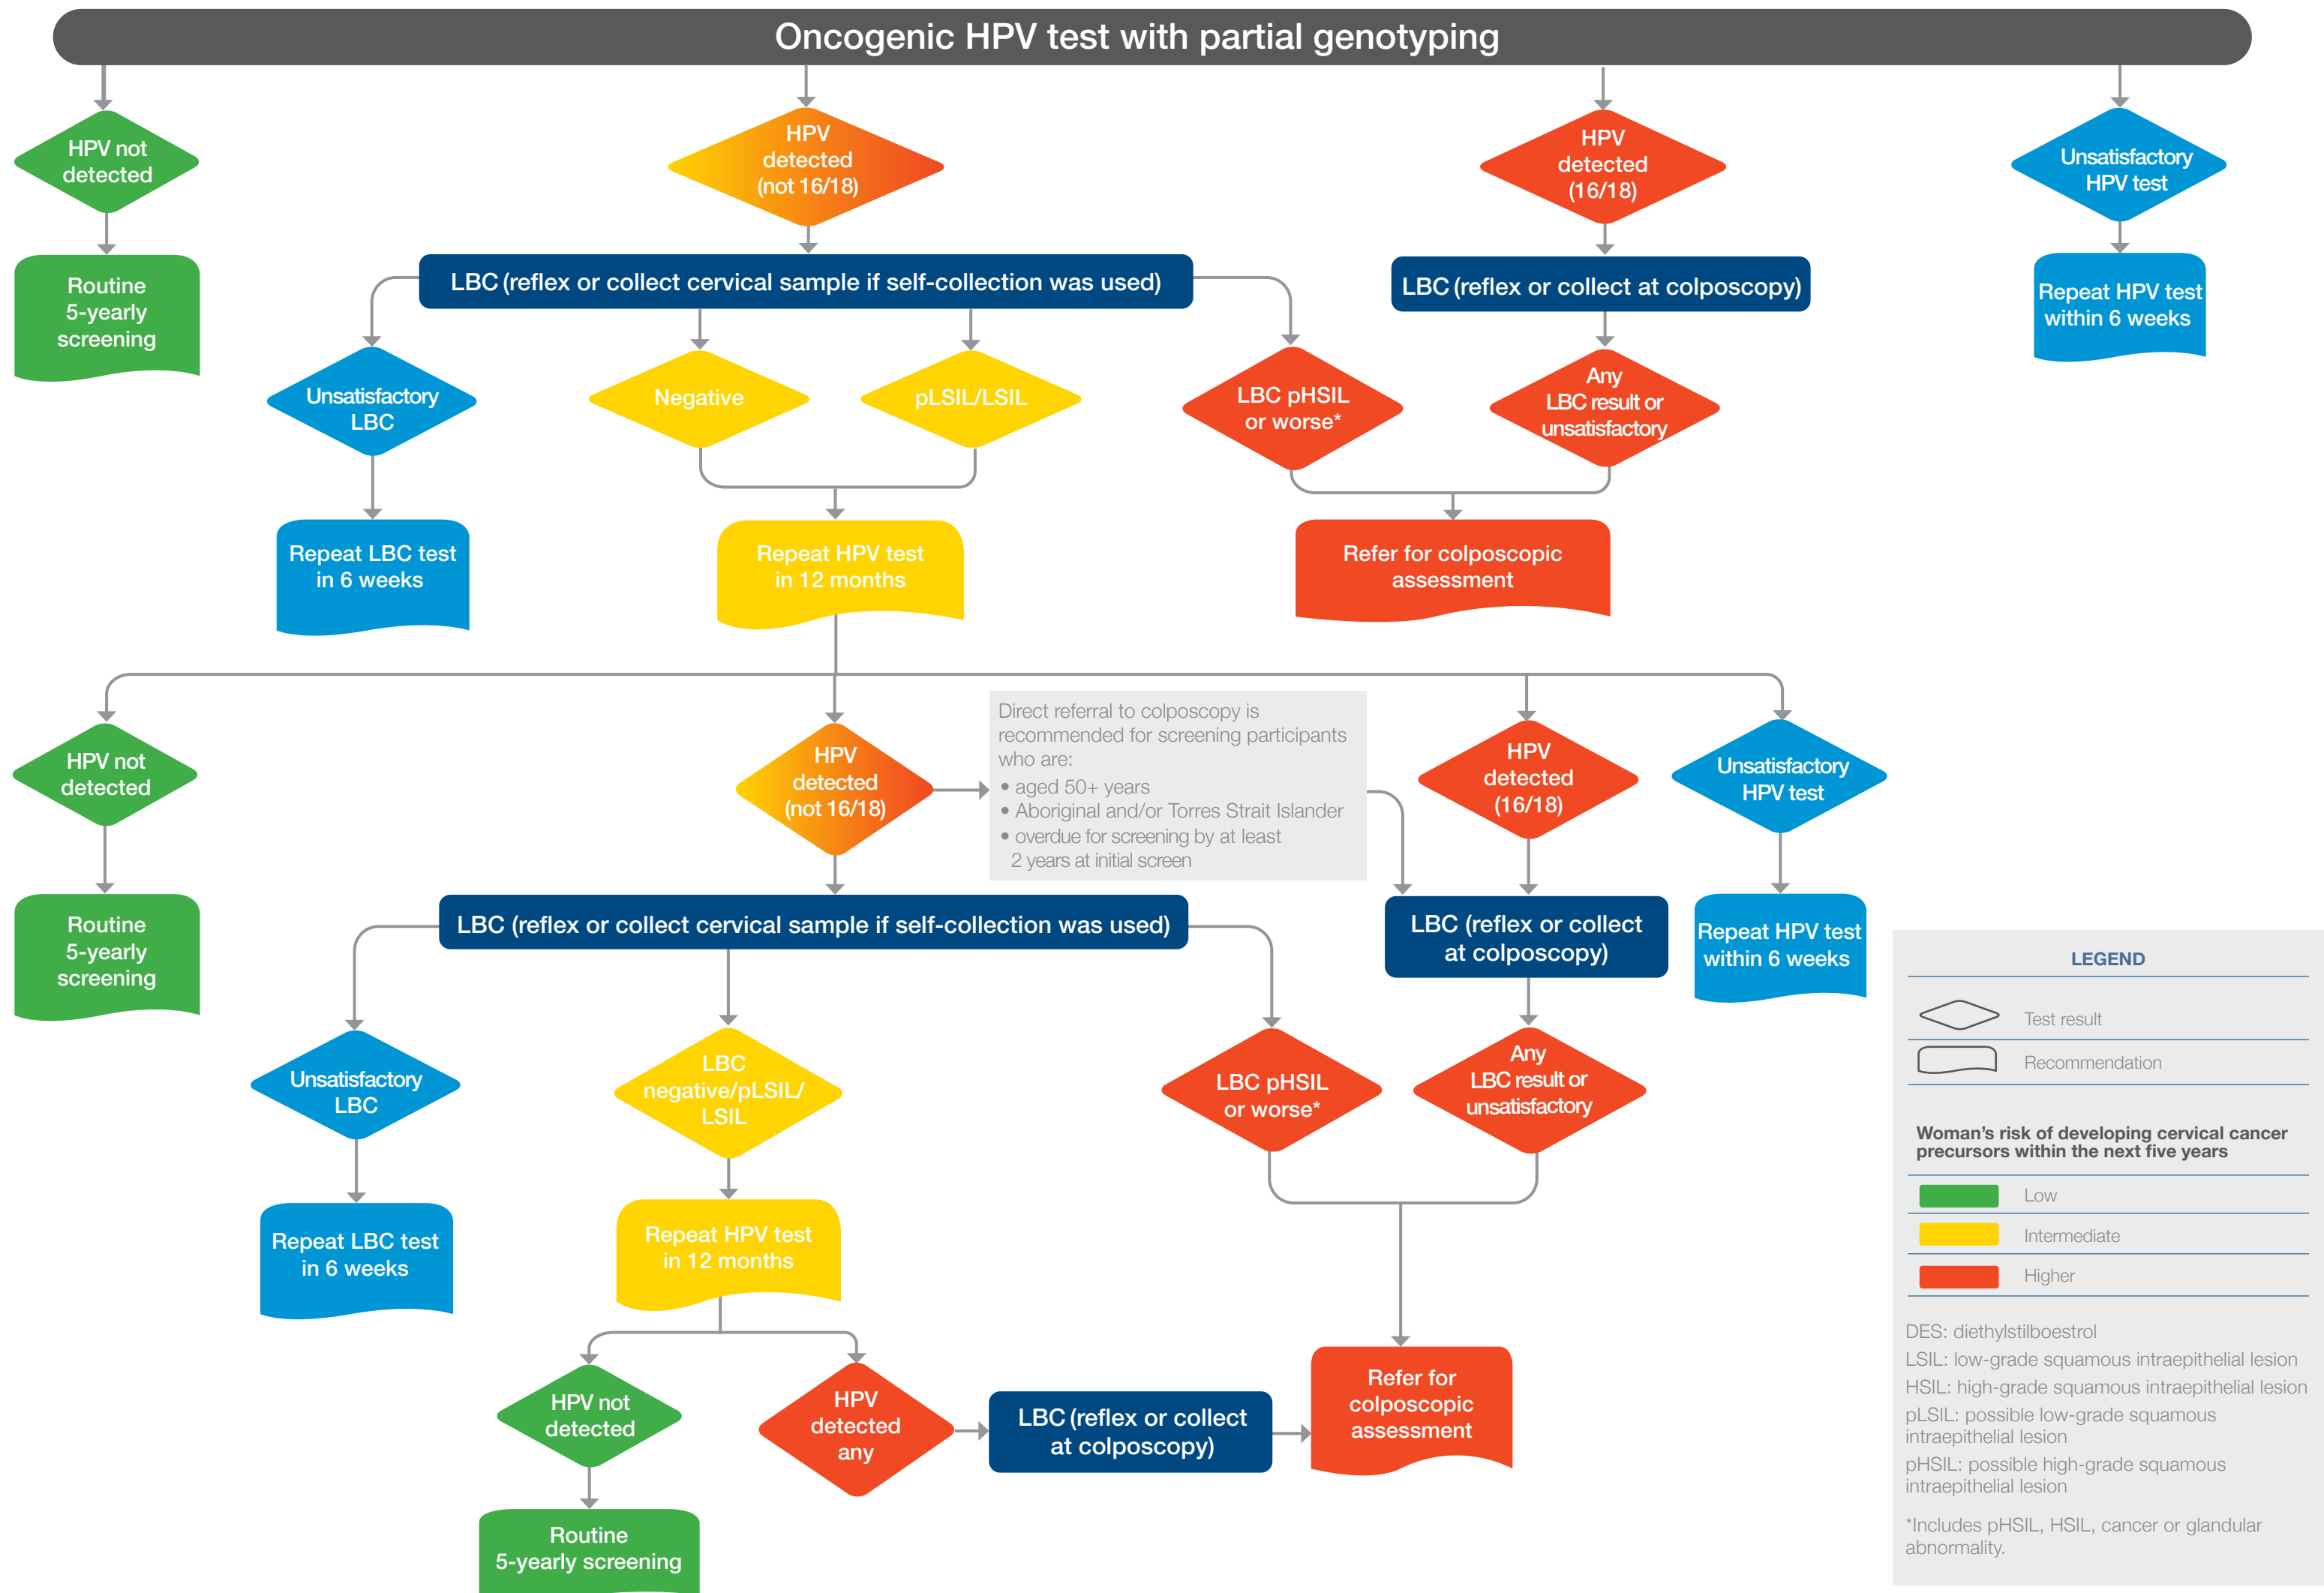 Oncogenic HPV test with partial genotyping
HPV not
detected
HPV
detected
(not 16/18)
HPV
detected
(16/18)
Unsatisfactory
HPV test
Routine
5-yearly
screening
LBC (reflex or collect cervical sample if self-collection was used)
LBC (reflex or collect at colposcopy)
Repeat HPV test
within 6 weeks
Unsatisfactory
LBC
Negative
pLSIL/LSIL
LBC pHSIL
or worse*
Any
LBC result or
unsatisfactory
Repeat LBC test
in 6 weeks
Repeat HPV test
in 12 months
Refer for colposcopic
assessment
HPV not
detected
HPV
detected
(not 16/18)
Direct referral to colposcopy is
recommended for screening participants
who are:
• aged 50+ years
• Aboriginal and/or Torres Strait Islander
• overdue for screening by at least
2 years at initial screen
HPV
detected
(16/18)
Unsatisfactory
HPV test
Routine
5-yearly
screening
LBC (reflex or collect cervical sample if self-collection was used)
LBC (reflex or collect
at colposcopy)
Repeat HPV test
within 6 weeks
Unsatisfactory
LBC
LBC
negative/pLSIL/
LSIL
LBC pHSIL
or worse*
Any
LBC result or
unsatisfactory
Repeat LBC test
in 6 weeks
Repeat HPV test
in 12 months
HPV not
detected
HPV
detected
any
LBC (reflex or collect
at colposcopy)
Refer for
colposcopic
assessment
Routine
5-yearly screening
LEGEND
Test result
Recommendation
Woman's risk of developing cervical cancer
precursors within the next five years
Low
Intermediate
Higher
DES: diethylstilboestrol
LSIL: low-grade squamous intraepithelial lesion
HSIL: high-grade squamous intraepithelial lesion
pLSIL: possible low-grade squamous
intraepithelial lesion
pHSIL: possible high-grade squamous
intraepithelial lesion
*Includes pHSIL, HSIL, cancer or glandular
abnormality.